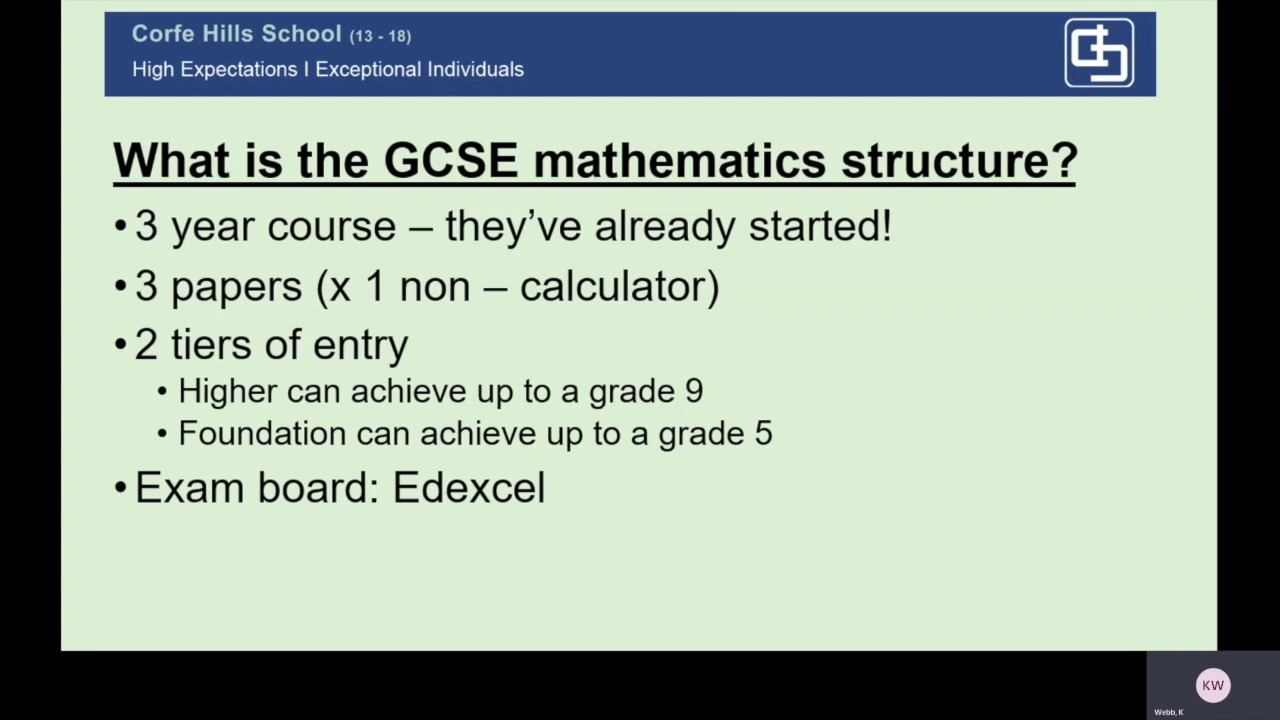 Corfe Hills School (13 - 18)
High Expectations I Exceptional Individuals
What is the GCSE mathematics structure?
•3 year course – they’ve already started!
•3 papers (x 1 non – calculator)
•2 tiers of entry
• Higher can achieve up to a grade 9
• Foundation can achieve up to a grade 5
•Exam board: Edexcel
KW
Webb, K